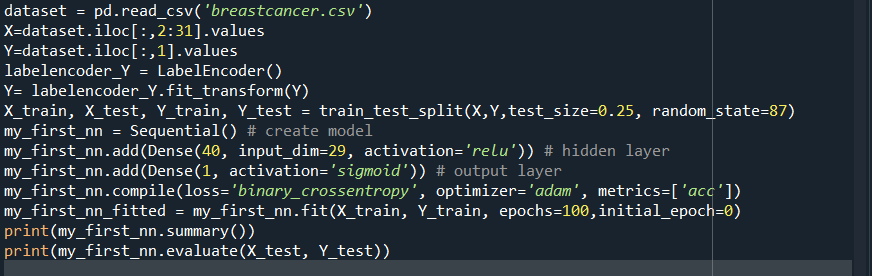 dataset = pd.read_csv('breastcancer.csv')
X=dataset.iloc[:,2:31].values
Y=dataset.iloc[:,1].values
labelencoder_Y = LabelEncoder()
Y= labelencoder_Y.fit_transform(Y)
X_train, X_test, Y_train, Y_test = train_test_split(X,Y,test_size=0.25, random_state=87)
my_first_nn = Sequential() # create model
my_first_nn.add(Dense(40, input_dim=29, activation='relu')) # hidden layer
my_first_nn.add(Dense(1, activation='sigmoid')) # output layer
my_first_nn.compile(loss='binary_crossentropy', optimizer='adam', metrics=['acc'])
my_first_nn_fitted = my_first_nn.fit(X_train, Y_train, epochs=100,initial_epoch=0)
print(my_first_nn.summary())
print(my_first_nn.evaluate(X_test, Y_test))